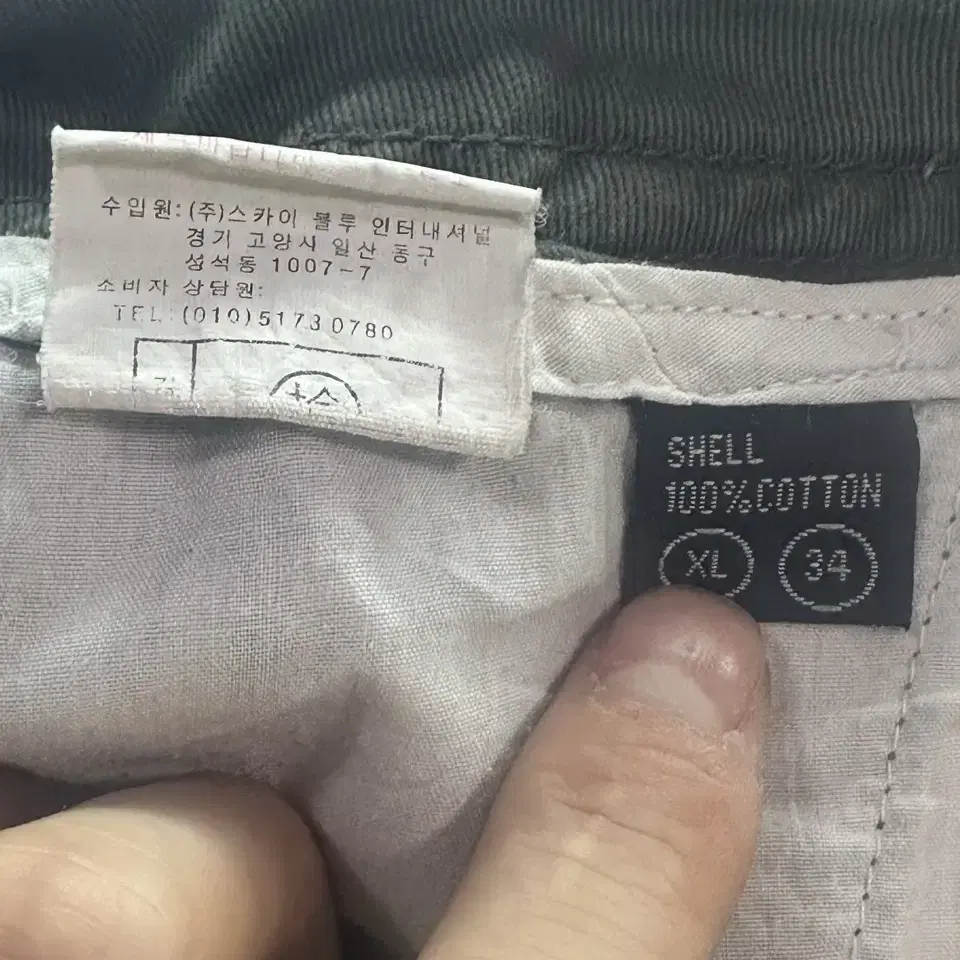 수입원: (주)스카이 블루 인터내셔널
경기 고양시 일산 동구
성석동 1007-7
소비자 상담원:
TEL: (010)5173 0780
SHELL
100%COTTON
XL 34